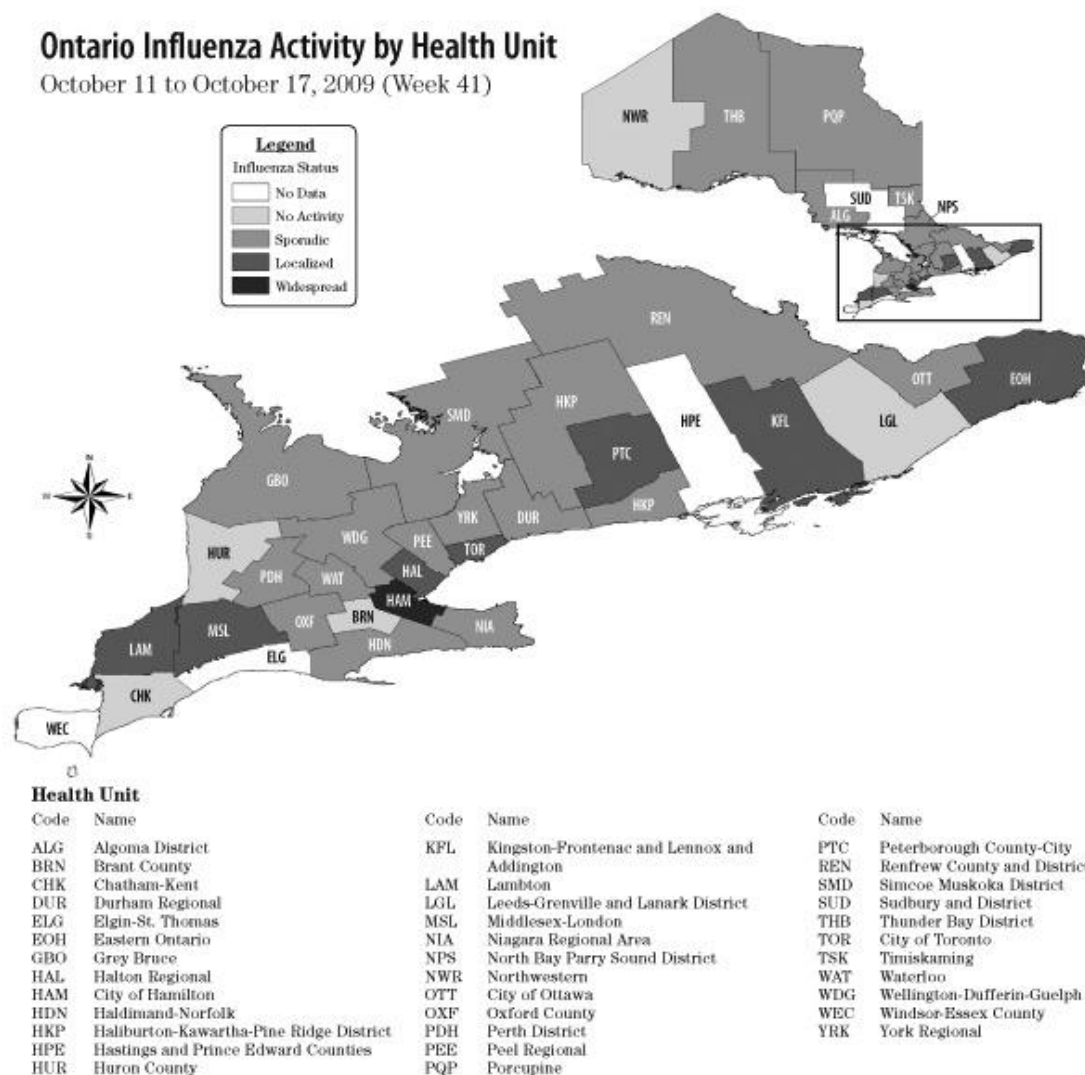 Ontario Influenza Activity by Health Unit
October 11 to October 17, 2009 (Week 41)
Legend
Influenza Status
No Data
No Activity
Sporadic
Localized
Widespread
NWR
THB
PQP
SUD
TSK
ALG
NPS
REN
OTT
EOH
SMD
HKP
HPE
KFL
LGL
PTC
GBO
HKP
YRK
DUR
WDG
PEE
TOR
HUR
HAL
PDH
WAT
HAM
BRN
OXF
NIA
MSL
LAM
HDN
ELG
CHK
WEC
N
W
E
S
Health Unit
Code Name
ALG Algoma District
BRN Brant County
CHK Chatham-Kent
DUR Durham Regional
ELG Elgin-St. Thomas
EOH Eastern Ontario
GBO Grey Bruce
HAL Halton Regional
HAM City of Hamilton
HDN Haldimand-Norfolk
HKP Haliburton-Kawartha-Pine Ridge District
HPE Hastings and Prince Edward Counties
HUR Huron County
Code Name
KFL Kingston-Frontenac and Lennox and
Addington
LAM Lambton
LGL Leeds-Grenville and Lanark District
MSL Middlesex-London
NIA Niagara Regional Area
NPS North Bay Parry Sound District
NWR Northwestern
OTT City of Ottawa
OXF Oxford County
PDH Perth District
PEE Peel Regional
PQP Porcupine
Code Name
PTC Peterborough County-City
REN Renfrew County and District
SMD Simcoe Muskoka District
SUD Sudbury and District
THB Thunder Bay District
TOR City of Toronto
TSK Timiskaming
WAT Waterloo
WDG Wellington-Dufferin-Guelph
WEC Windsor-Essex County
YRK York Regional